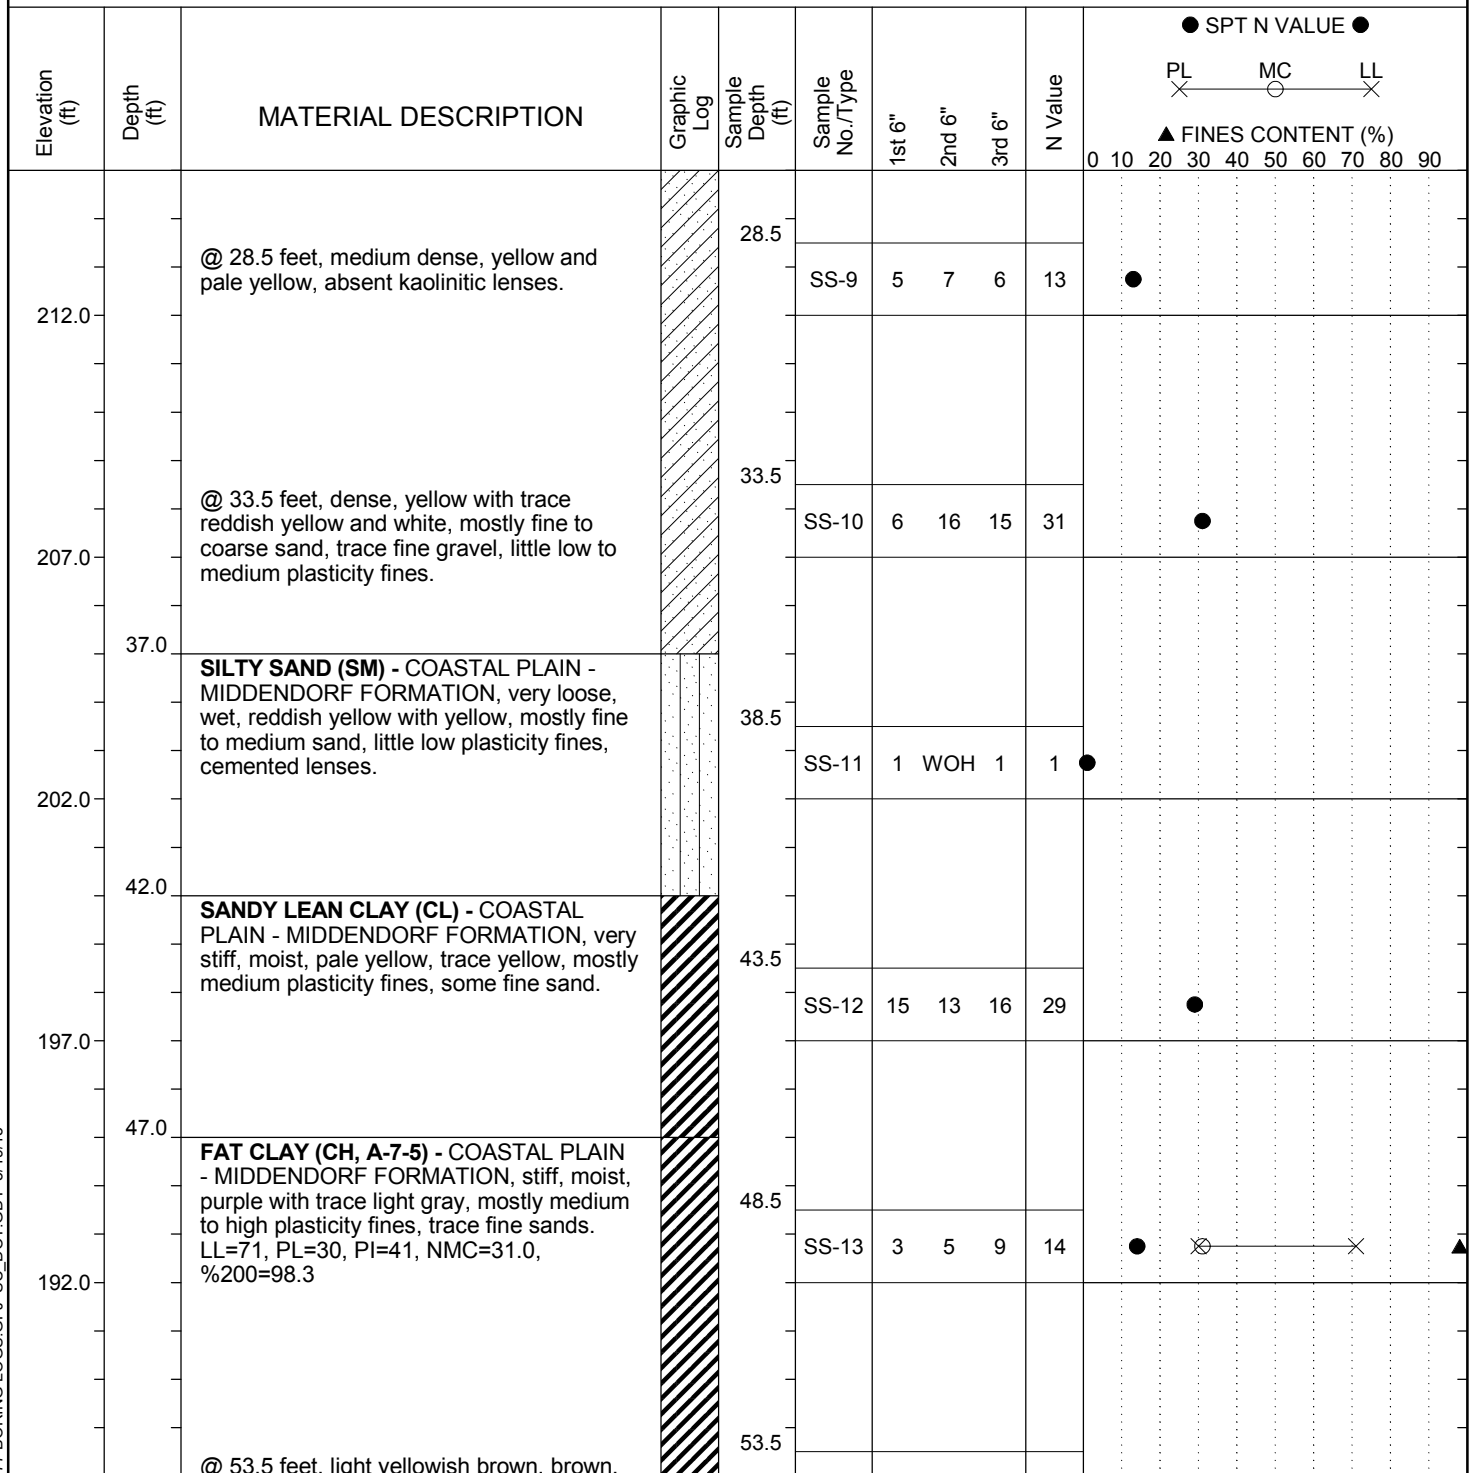 ● SPT N VALUE ●
PL MC LL
▲ FINES CONTENT (%)
0 10 20 30 40 50 60 70 80 90
Elevation (ft)
Depth (ft)
MATERIAL DESCRIPTION
Graphic Log
Sample Depth (ft)
Sample No./Type
1st 6"
2nd 6"
3rd 6"
N Value
28.5
@ 28.5 feet, medium dense, yellow and
pale yellow, absent kaolinitic lenses.
SS-9 5 7 6 13
212.0
33.5
@ 33.5 feet, dense, yellow with trace
reddish yellow and white, mostly fine to
coarse sand, trace fine gravel, little low to
medium plasticity fines.
SS-10 6 16 15 31
207.0
37.0
SILTY SAND (SM) - COASTAL PLAIN -
MIDDENDORF FORMATION, very loose,
wet, reddish yellow with yellow, mostly fine
to medium sand, little low plasticity fines,
cemented lenses.
38.5
SS-11 1 WOH 1 1
202.0
42.0
SANDY LEAN CLAY (CL) - COASTAL
PLAIN - MIDDENDORF FORMATION, very
stiff, moist, pale yellow, trace yellow, mostly
medium plasticity fines, some fine sand.
43.5
SS-12 15 13 16 29
197.0
47.0
FAT CLAY (CH, A-7-5) - COASTAL PLAIN
- MIDDENDORF FORMATION, stiff, moist,
purple with trace light gray, mostly medium
to high plasticity fines, trace fine sands.
LL=71, PL=30, PI=41, NMC=31.0,
%200=98.3
48.5
SS-13 3 5 9 14
192.0
53.5
@ 53.5 feet, light yellowish brown, brown,